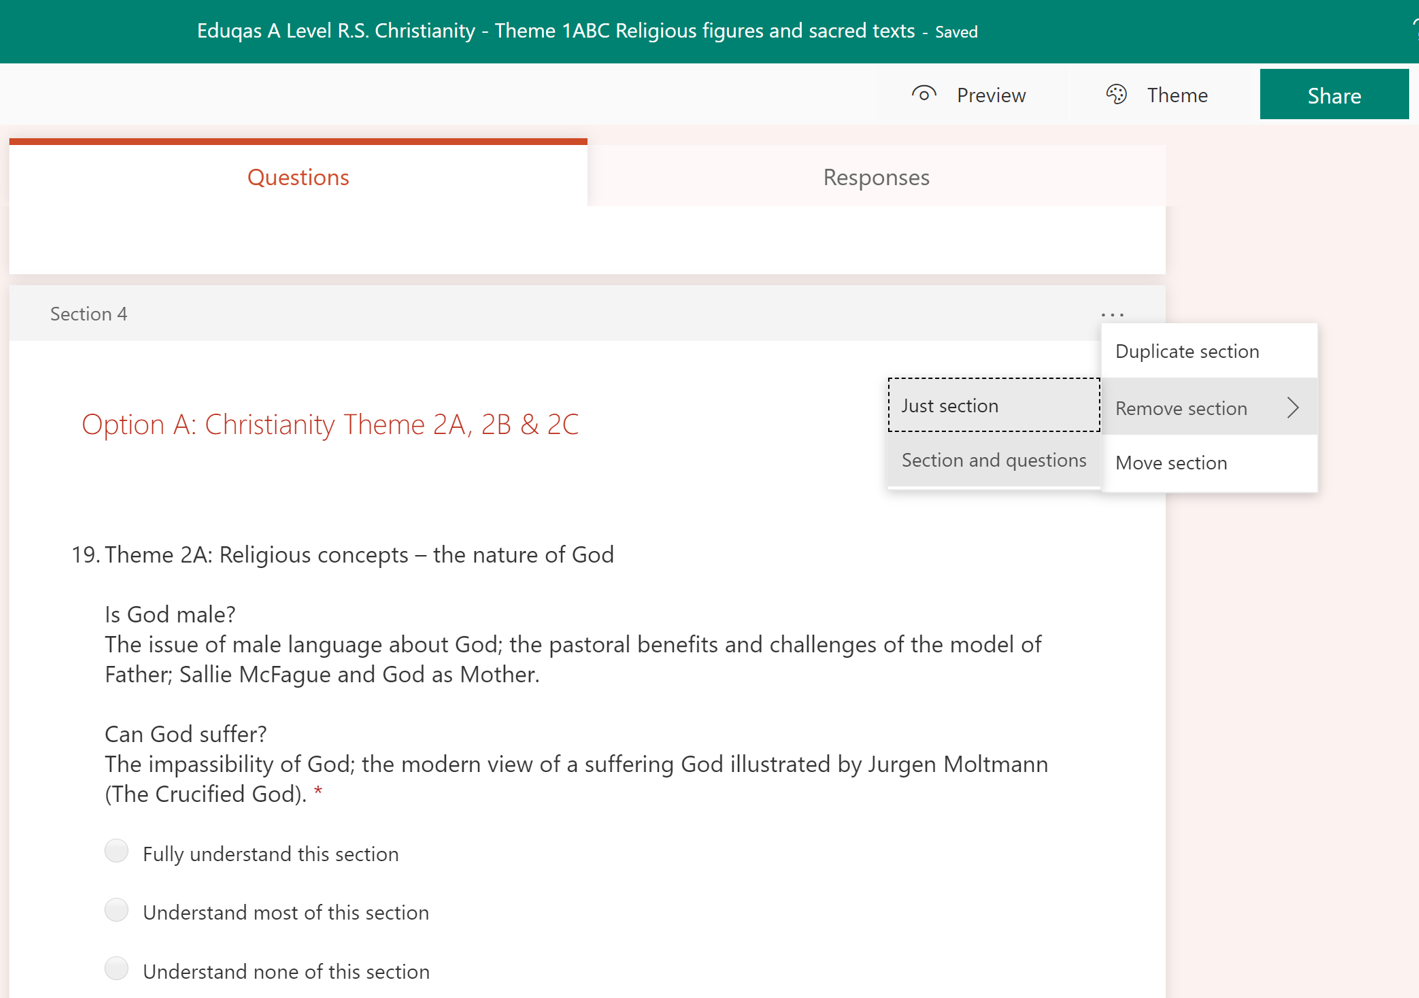 Eduqas A Level R.S. Christianity - Theme 1ABC Religious figures and sacred texts - Saved
Preview
Theme
Share
Questions
Responses
Section 4
Duplicate section
Just section
Remove section
Option A: Christianity Theme 2A, 2B & 2C
Section and questions
Move section
19. Theme 2A: Religious concepts – the nature of God
Is God male?
The issue of male language about God; the pastoral benefits and challenges of the model of
Father; Sallie McFague and God as Mother.
Can God suffer?
The impassibility of God; the modern view of a suffering God illustrated by Jurgen Moltmann
(The Crucified God). *
Fully understand this section
Understand most of this section
Understand none of this section